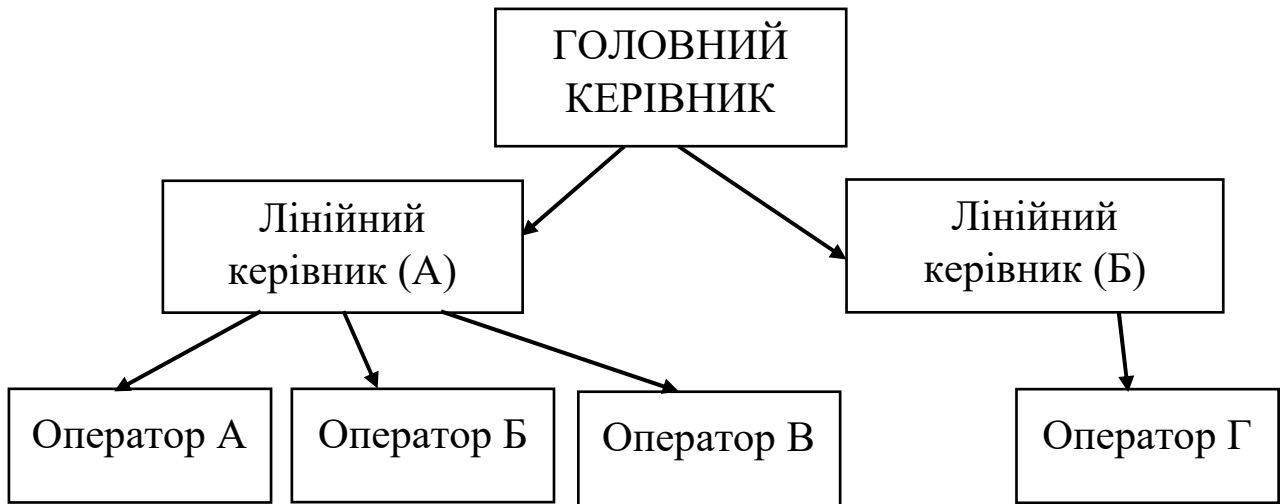 ГОЛОВНИЙ
КЕРІВНИК
Лінійний
керівник (А)
Лінійний
керівник (Б)
Оператор А
Оператор Б
Оператор В
Оператор Г